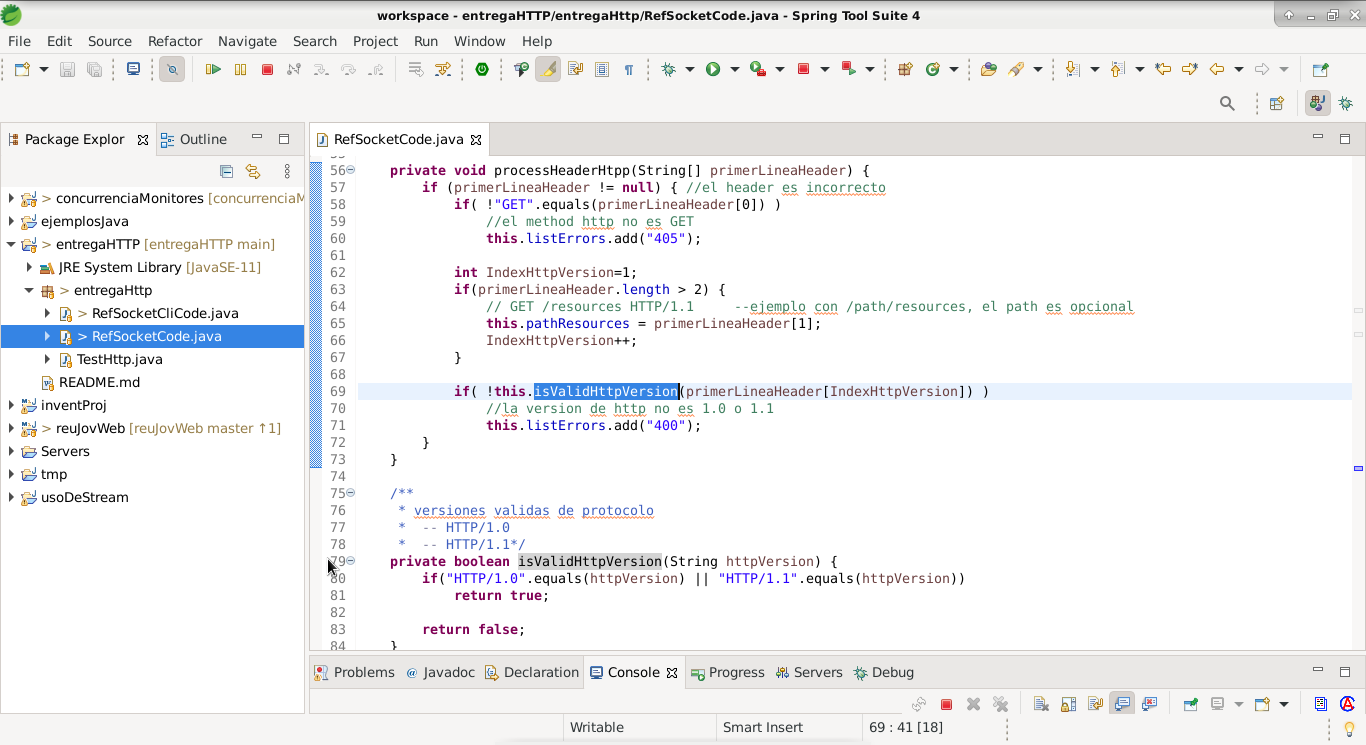 workspace - entregaHTTP/entregaHttp/RefSocketCode.java - Spring Tool Suite 4
File Edit Source Refactor Navigate Search Project Run Window Help
Package Explor Outline
> concurrenciaMonitores [concurrenciaM
ejemplosJava
> entregaHTTP [entregaHTTP main]
JRE System Library [JavaSE-11]
> entregaHttp
> RefSocketCliCode.java
> RefSocketCode.java
TestHttp.java
README.md
inventProj
> reuJovWeb [reuJovWeb master ↑1]
Servers
tmp
usoDeStream
RefSocketCode.java
56 private void processHeaderHtpp(String[] primerLineaHeader) {
57 if (primerLineaHeader != null) { //el header es incorrecto
58 if( !"GET".equals(primerLineaHeader[0]) )
59 //el method http no es GET
60 this.listErrors.add("405");
61
62 int IndexHttpVersion=1;
63 if(primerLineaHeader.length > 2) {
64 // GET /resources HTTP/1.1 --ejemplo con /path/resources, el path es opcional
65 this.pathResources = primerLineaHeader[1];
66 IndexHttpVersion++;
67 }
68
69 if( !this.isValidHttpVersion(primerLineaHeader[IndexHttpVersion]) )
70 //la version de http no es 1.0 o 1.1
71 this.listErrors.add("400");
72 }
73 }
74
75 /**
76 * versiones validas de protocolo
77 * -- HTTP/1.0
78 * -- HTTP/1.1*/
79 private boolean isValidHttpVersion(String httpVersion) {
80 if("HTTP/1.0".equals(httpVersion) || "HTTP/1.1".equals(httpVersion))
81 return true;
82
83 return false;
84 }
Problems @ Javadoc Declaration Console Progress Servers Debug
Writable Smart Insert 69 : 41 [18]